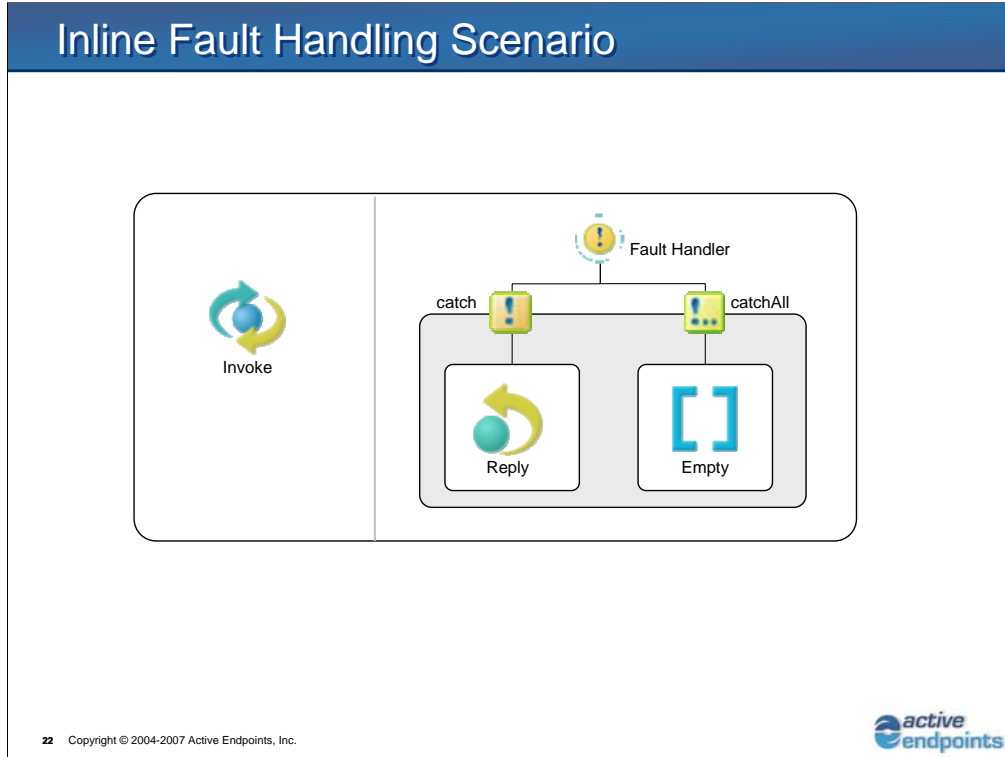 Inline Fault Handling Scenario
Fault Handler
catch
catchAll
Invoke
Reply
Empty
22 Copyright © 2004-2007 Active Endpoints, Inc.
active
endpoints